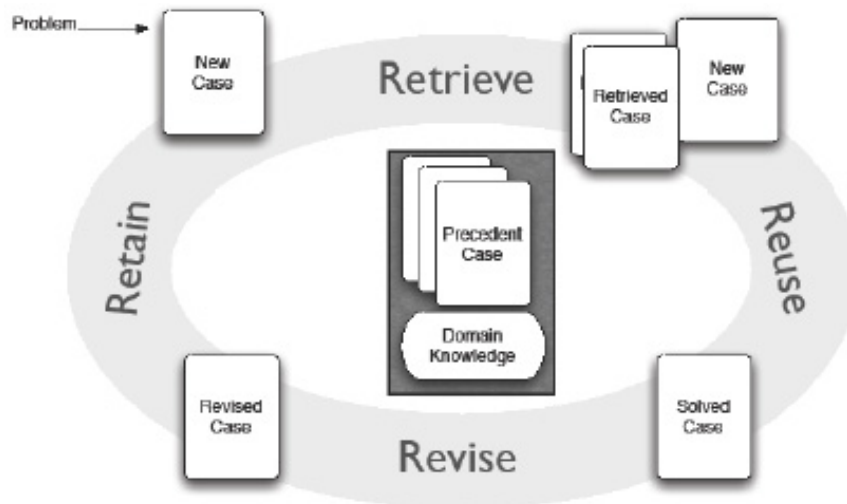 Problem
New
Case
Retrieve
Retrieved
Case
New
Case
Retain
Precedent
Case
Domain
Knowledge
Reuse
Revised
Case
Revise
Solved
Case